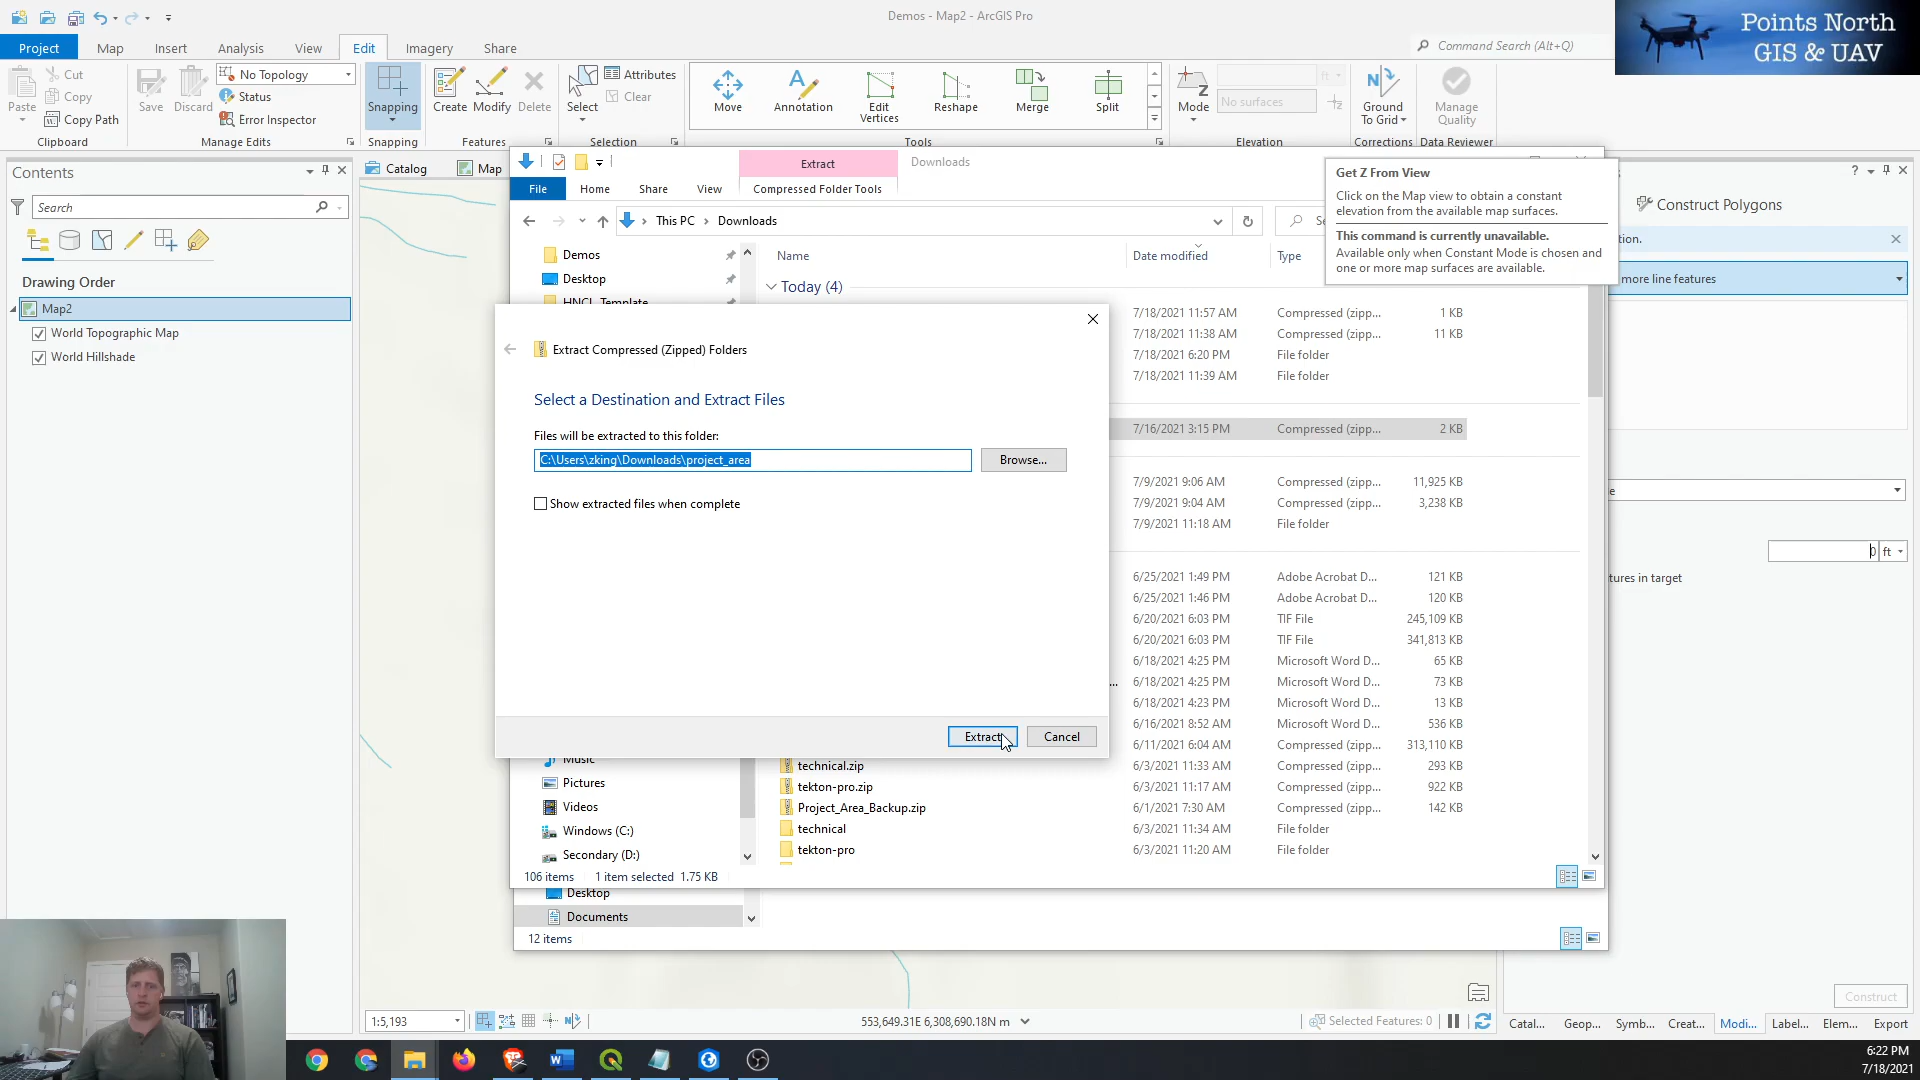 Demos - Map2 - ArcGIS Pro
Points North
GIS & UAV
Project Map Insert Analysis View Edit Imagery Share
Command Search (Alt+Q)
Paste Cut Copy Copy Path
Clipboard
Save Discard No Topology Status Error Inspector
Manage Edits
Snapping
Snapping
Create Modify Delete
Features
Select Attributes Clear
Selection
Move Annotation Edit Vertices Reshape Merge Split
Tools
Mode ft No surfaces
Elevation
Ground To Grid
Corrections
Manage Quality
Data Reviewer
Contents
Search
Drawing Order
Map2
World Topographic Map
World Hillshade
Catalog Map
Extract
Downloads
File Home Share View Compressed Folder Tools
This PC > Downloads
Demos
Desktop
Name Date modified Type
Today (4)
Get Z From View
Click on the Map view to obtain a constant
elevation from the available map surfaces.
This command is currently unavailable.
Available only when Constant Mode is chosen and
one or more map surfaces are available.
Construct Polygons
tion.
more line features
0 ft
tures in target
Construct
Extract Compressed (Zipped) Folders
Select a Destination and Extract Files
Files will be extracted to this folder:
C:\Users\zking\Downloads\project_area
Browse...
Show extracted files when complete
Extract Cancel
7/18/2021 11:57 AM Compressed (zipp... 1 KB
7/18/2021 11:38 AM Compressed (zipp... 11 KB
7/18/2021 6:20 PM File folder
7/18/2021 11:39 AM File folder
7/16/2021 3:15 PM Compressed (zipp... 2 KB
7/9/2021 9:06 AM Compressed (zipp... 11,925 KB
7/9/2021 9:04 AM Compressed (zipp... 3,238 KB
7/9/2021 11:18 AM File folder
6/25/2021 1:49 PM Adobe Acrobat D... 121 KB
6/25/2021 1:46 PM Adobe Acrobat D... 120 KB
6/20/2021 6:03 PM TIF File 245,109 KB
6/20/2021 6:03 PM TIF File 341,813 KB
6/18/2021 4:25 PM Microsoft Word D... 65 KB
6/18/2021 4:25 PM Microsoft Word D... 73 KB
6/18/2021 4:23 PM Microsoft Word D... 13 KB
6/16/2021 8:52 AM Microsoft Word D... 536 KB
6/11/2021 6:04 AM Compressed (zipp... 313,110 KB
technical.zip 6/3/2021 11:33 AM Compressed (zipp... 293 KB
tekton-pro.zip 6/3/2021 11:17 AM Compressed (zipp... 922 KB
Project_Area_Backup.zip 6/1/2021 7:30 AM Compressed (zipp... 142 KB
technical 6/3/2021 11:34 AM File folder
tekton-pro 6/3/2021 11:20 AM File folder
Pictures
Videos
Windows (C:)
Secondary (D:)
106 items 1 item selected 1.75 KB
Desktop
Documents
12 items
1:5,193
553,649.31E 6,308,690.18N m
Selected Features: 0
Catal... Geop... Symb... Creat... Modi... Label... Elem... Export
6:22 PM
7/18/2021